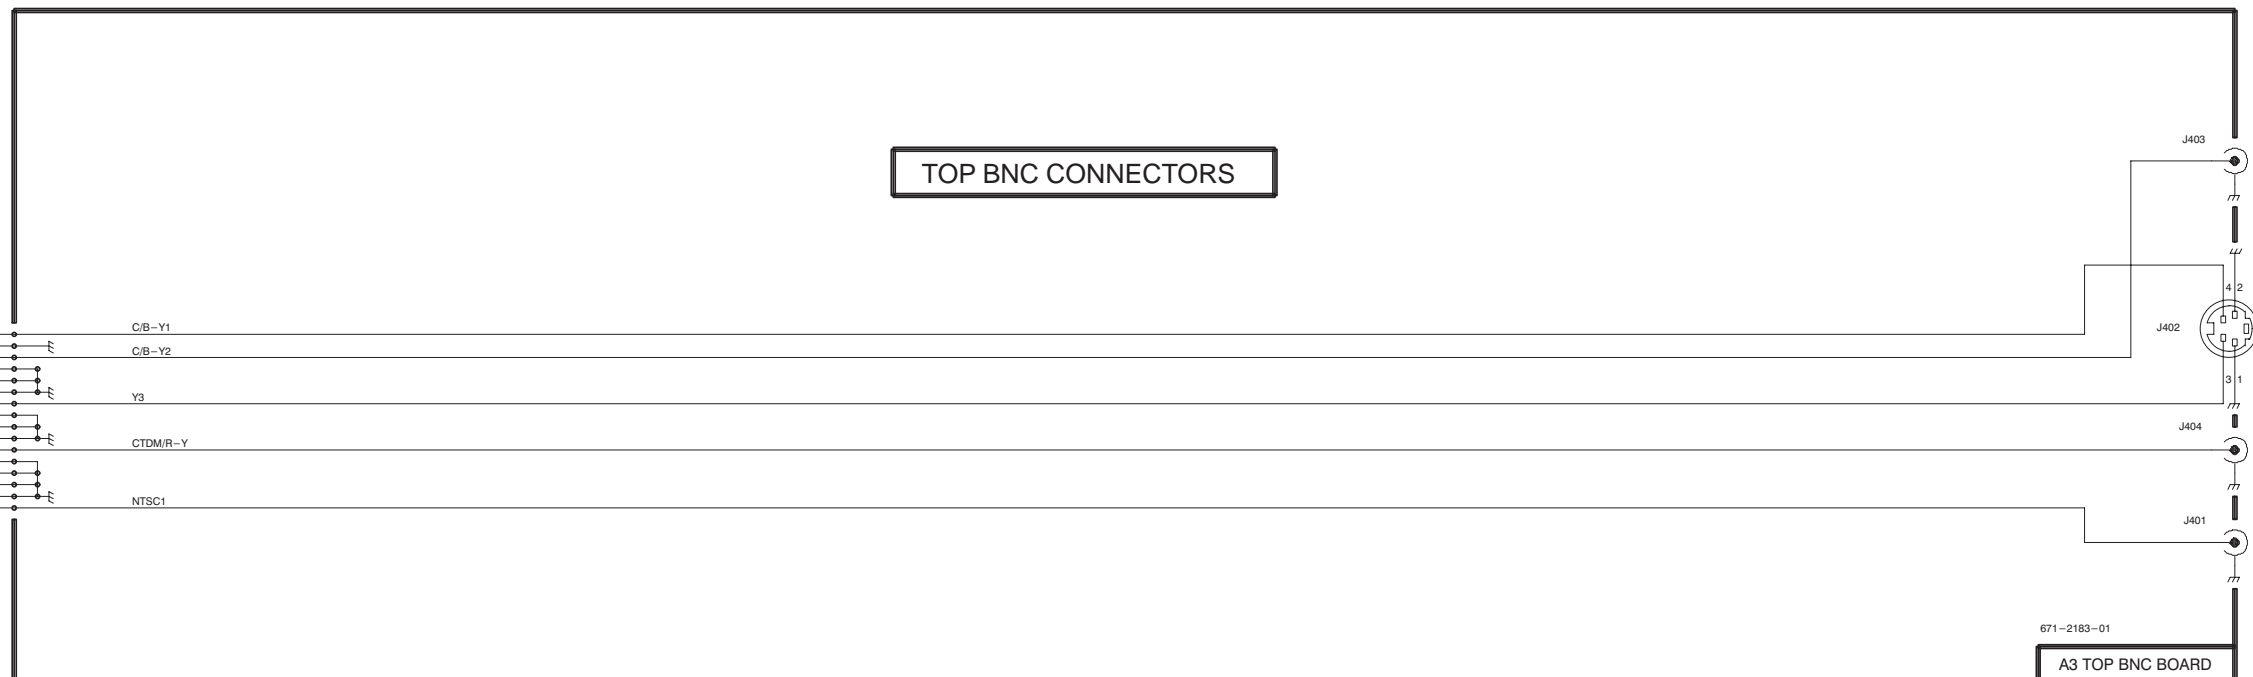 J403
TOP BNC CONNECTORS
4 2
C/B–Y1
J402
C/B–Y2
3 1
Y3
J404
CTDM/R–Y
NTSC1
J401
671–2183–01
A3 TOP BNC BOARD